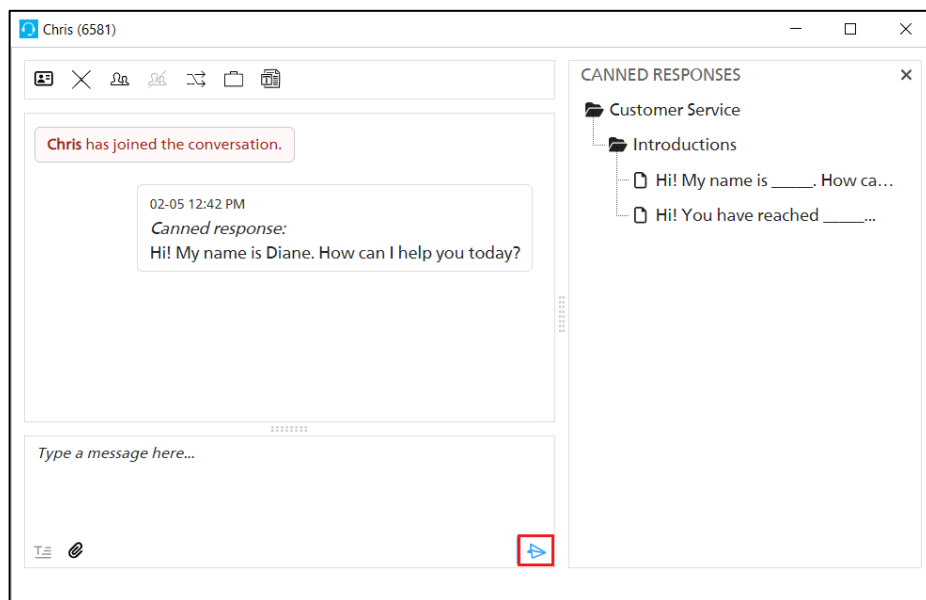 Chris (6581)
CANNED RESPONSES
Customer Service
Introductions
Hi! My name is _____. How ca...
Hi! You have reached _____...
Chris has joined the conversation.
02-05 12:42 PM
Canned response:
Hi! My name is Diane. How can I help you today?
Type a message here...